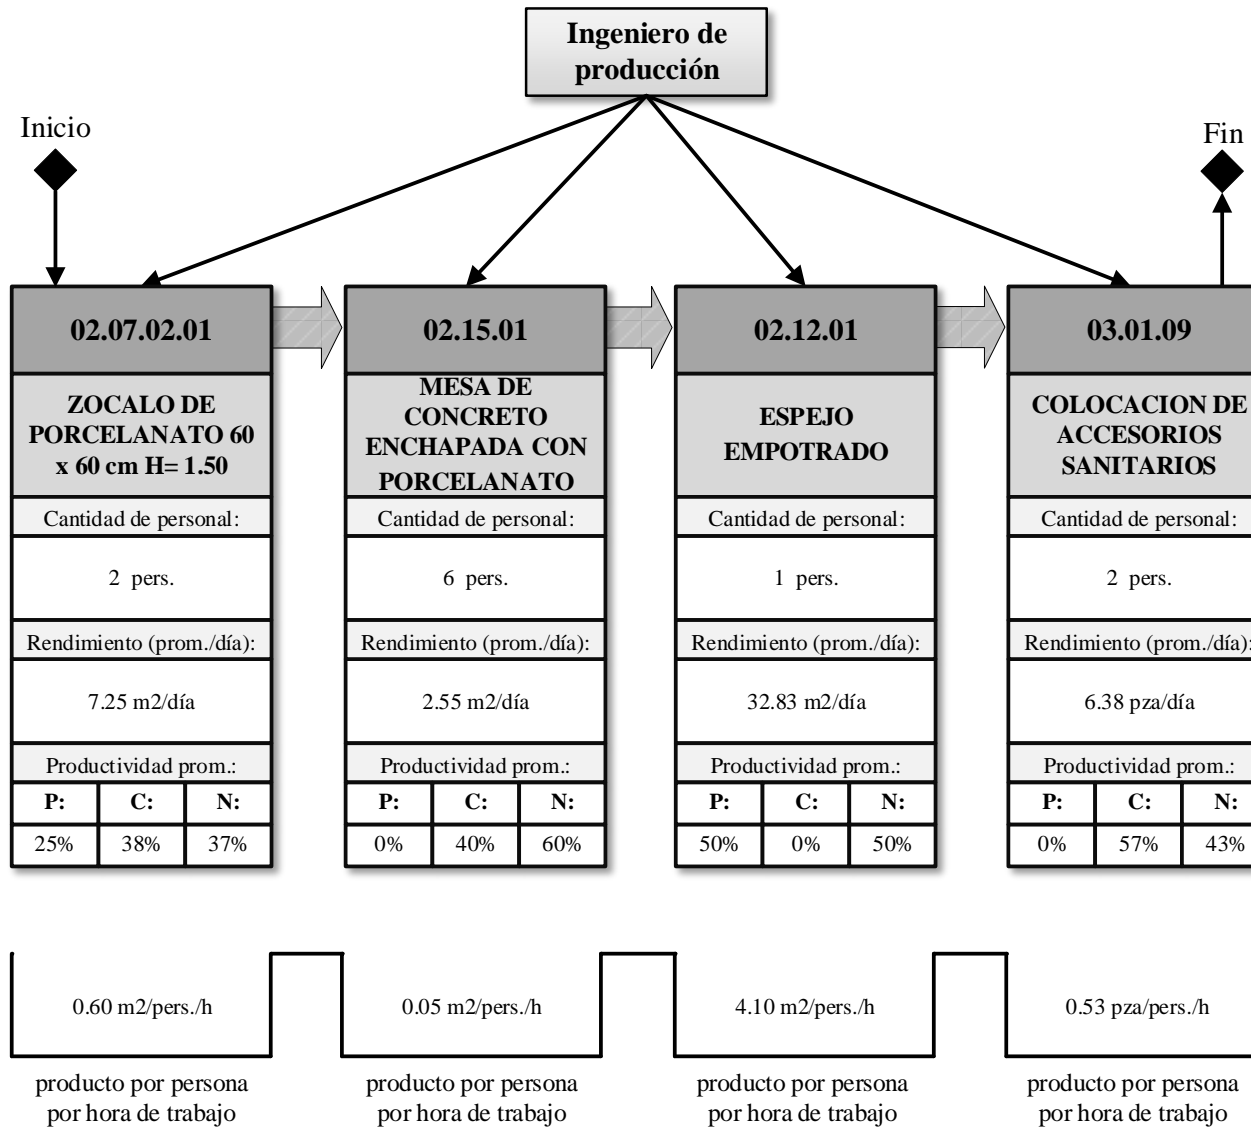 Ingeniero de
producción
Inicio
Fin
02.07.02.01
ZOCALO DE
PORCELANATO 60
x 60 cm H= 1.50
Cantidad de personal:
2 pers.
Rendimiento (prom./día):
7.25 m2/día
Productividad prom.:
P: C: N:
25% 38% 37%
02.15.01
MESA DE
CONCRETO
ENCHAPADA CON
PORCELANATO
Cantidad de personal:
6 pers.
Rendimiento (prom./día):
2.55 m2/día
Productividad prom.:
P: C: N:
0% 40% 60%
02.12.01
ESPEJO
EMPOTRADO
Cantidad de personal:
1 pers.
Rendimiento (prom./día):
32.83 m2/día
Productividad prom.:
P: C: N:
50% 0% 50%
03.01.09
COLOCACION DE
ACCESORIOS
SANITARIOS
Cantidad de personal:
2 pers.
Rendimiento (prom./día):
6.38 pza/día
Productividad prom.:
P: C: N:
0% 57% 43%
0.60 m2/pers./h
producto por persona
por hora de trabajo
0.05 m2/pers./h
producto por persona
por hora de trabajo
4.10 m2/pers./h
producto por persona
por hora de trabajo
0.53 pza/pers./h
producto por persona
por hora de trabajo